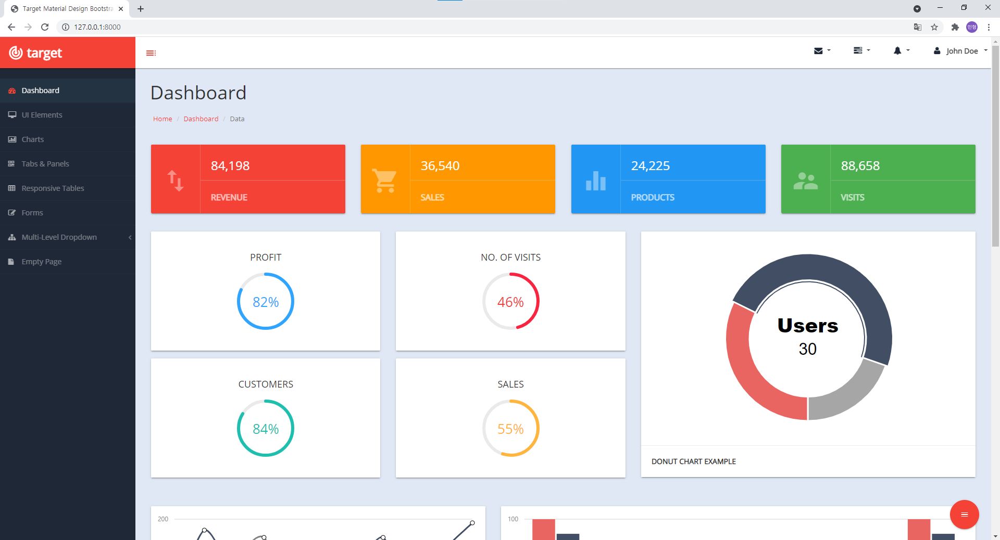 Target Material Design Bootstra
127.0.0.1:8000
민형
target
John Doe
Dashboard
UI Elements
Charts
Tabs & Panels
Responsive Tables
Forms
Multi-Level Dropdown
Empty Page
Dashboard
Home / Dashboard / Data
84,198
REVENUE
36,540
SALES
24,225
PRODUCTS
88,658
VISITS
PROFIT
82%
NO. OF VISITS
46%
CUSTOMERS
84%
SALES
55%
Users
30
DONUT CHART EXAMPLE
200
100